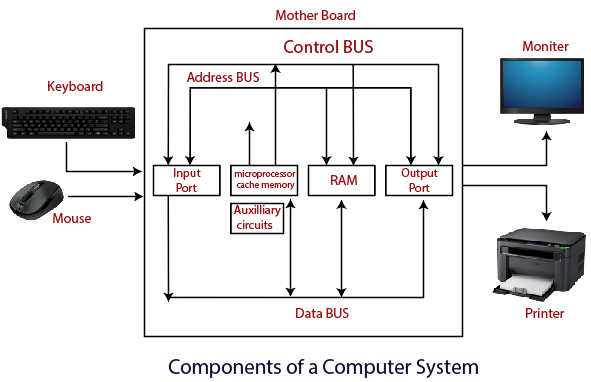 Mother Board
Control BUS
Moniter
Keyboard
Address BUS
Input
Port
microprocessor
cache memory
RAM
Output
Port
Mouse
Auxilliary
circuits
Data BUS
Printer
Components of a Computer System